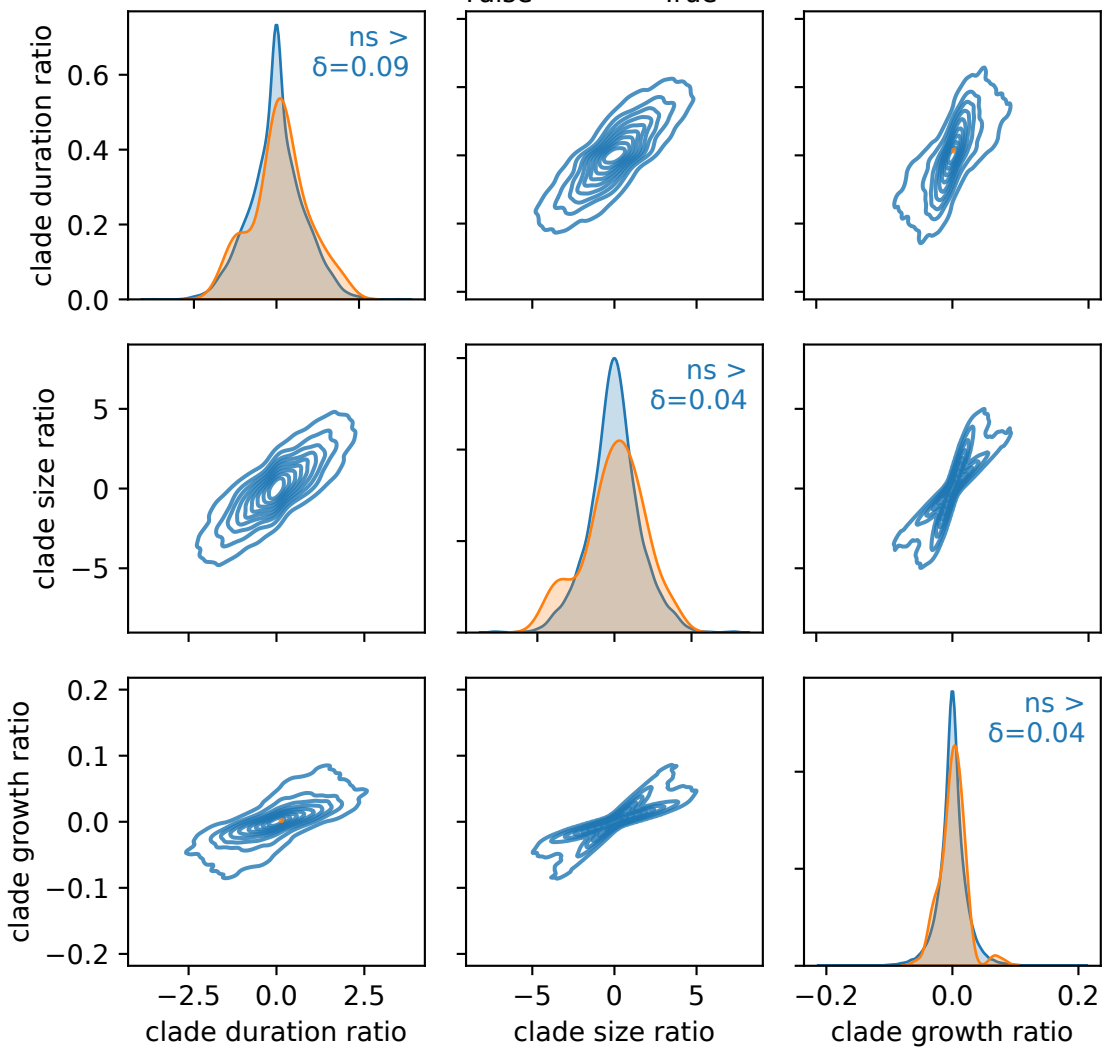 False True
clade duration ratio
0.6
0.4
0.2
0.0
ns >
δ=0.09
clade size ratio
5
0
−5
ns >
δ=0.04
clade growth ratio
0.2
0.1
0.0
−0.1
−0.2
ns >
δ=0.04
−2.5 0.0 2.5
−5 0 5
−0.2 0.0 0.2
clade duration ratio
clade size ratio
clade growth ratio